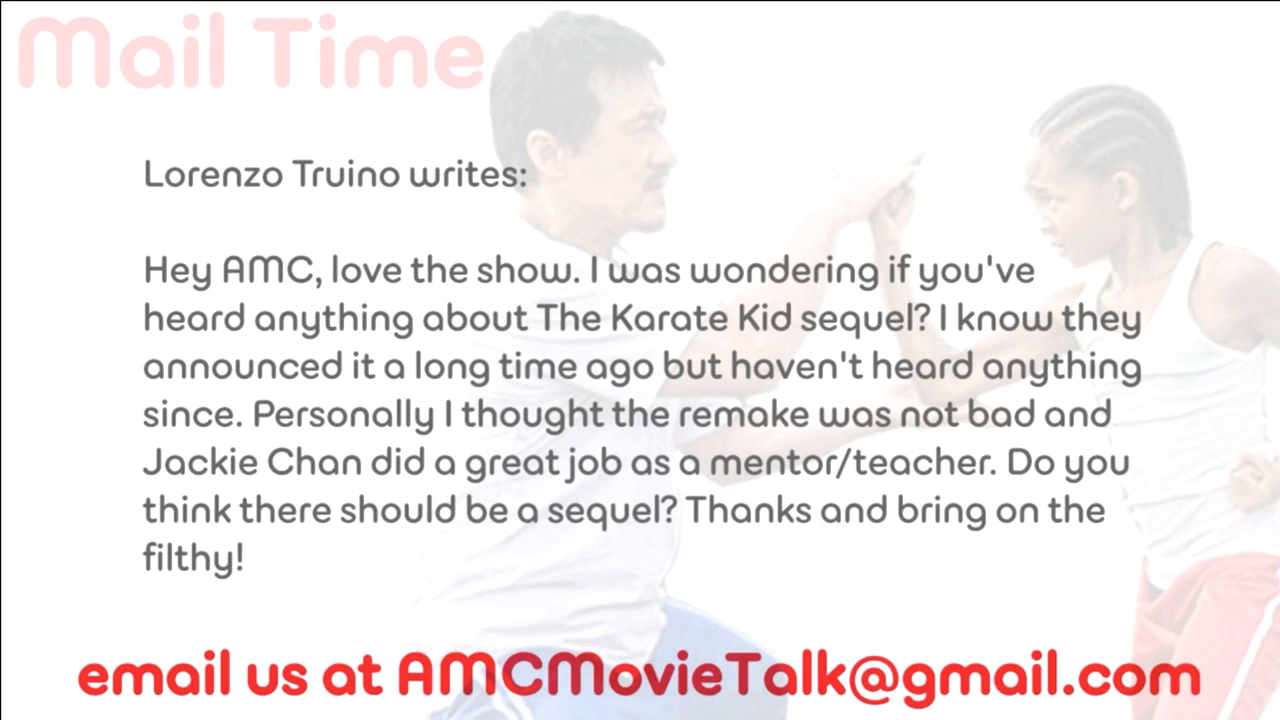 Mail Time
Lorenzo Truino writes:
Hey AMC, love the show. I was wondering if you've
heard anything about The Karate Kid sequel? I know they
announced it a long time ago but haven't heard anything
since. Personally I thought the remake was not bad and
Jackie Chan did a great job as a mentor/teacher. Do you
think there should be a sequel? Thanks and bring on the
filthy!
email us at AMCMovieTalk@gmail.com